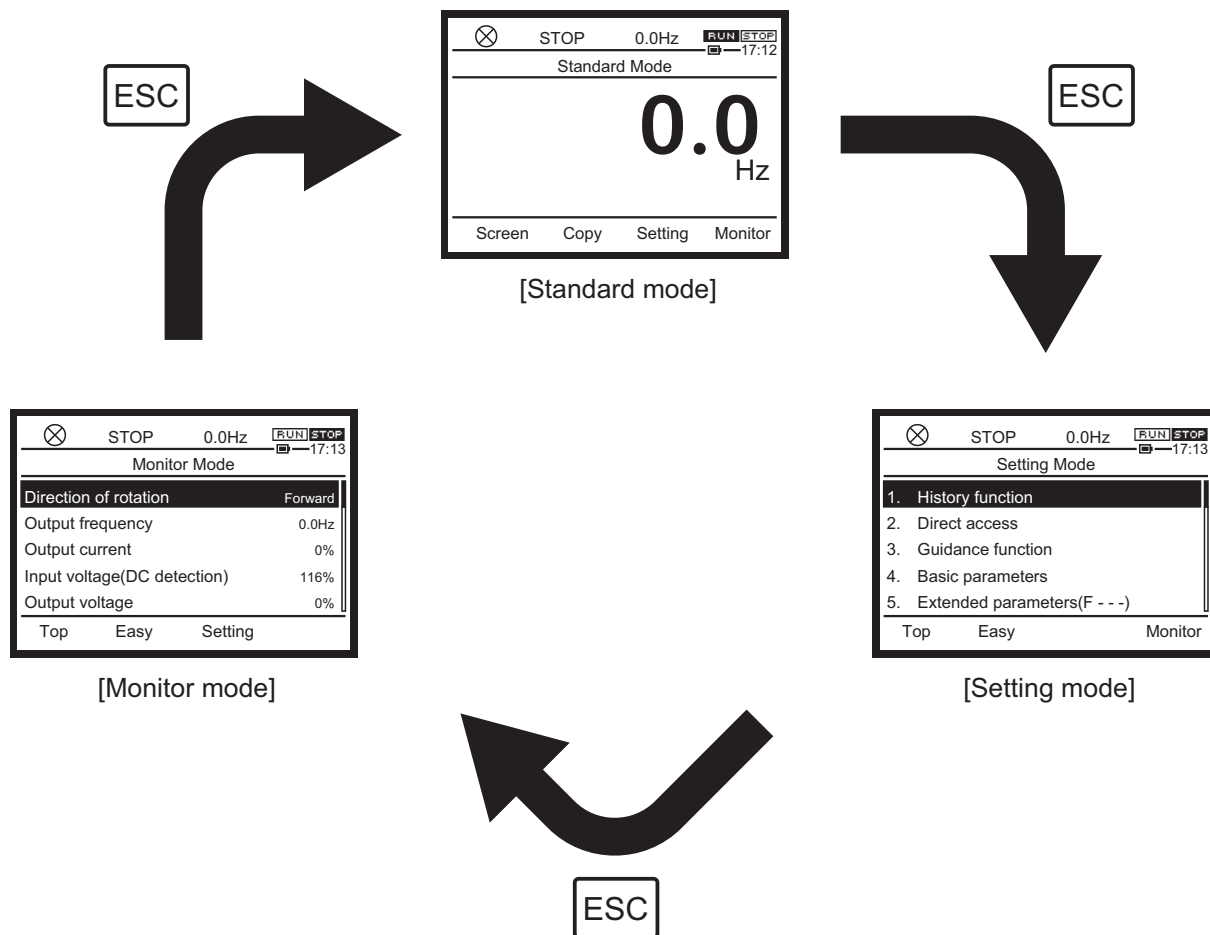 STOP 0.0Hz RUN STOP
17:12
Standard Mode
0.0
Hz
Screen Copy Setting Monitor
[Standard mode]
ESC
ESC
STOP 0.0Hz RUN STOP
17:13
Monitor Mode
Direction of rotation Forward
Output frequency 0.0Hz
Output current 0%
Input voltage(DC detection) 116%
Output voltage 0%
Top Easy Setting
[Monitor mode]
STOP 0.0Hz RUN STOP
17:13
Setting Mode
1. History function
2. Direct access
3. Guidance function
4. Basic parameters
5. Extended parameters(F - - -)
Top Easy Monitor
[Setting mode]
ESC